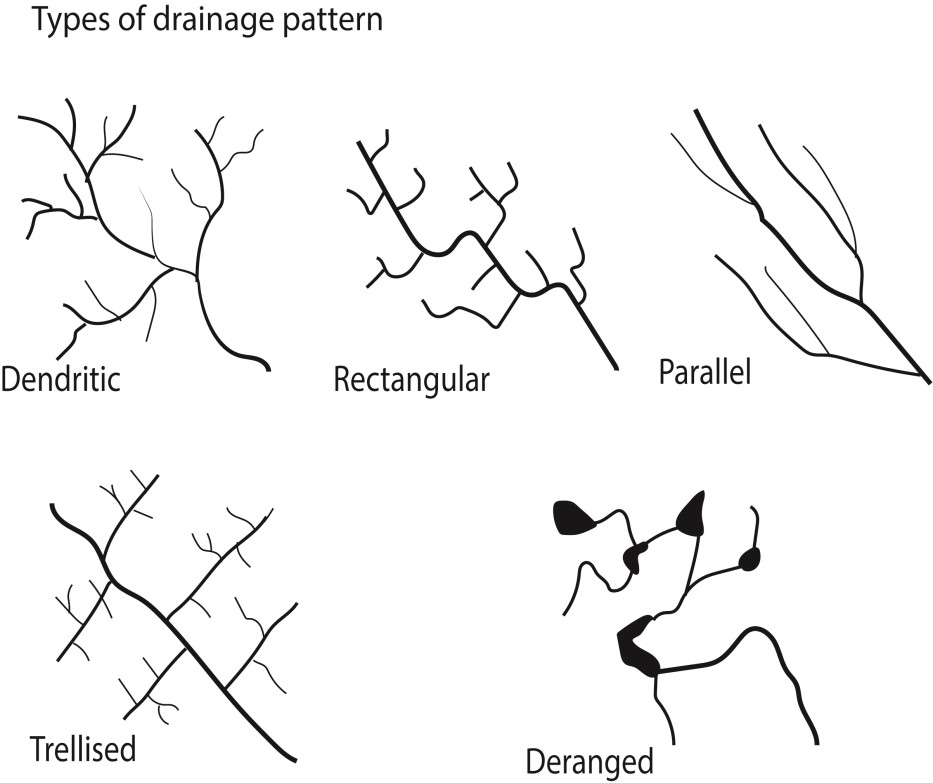 Types of drainage pattern
Dendritic
Rectangular
Parallel
Trellised
Deranged